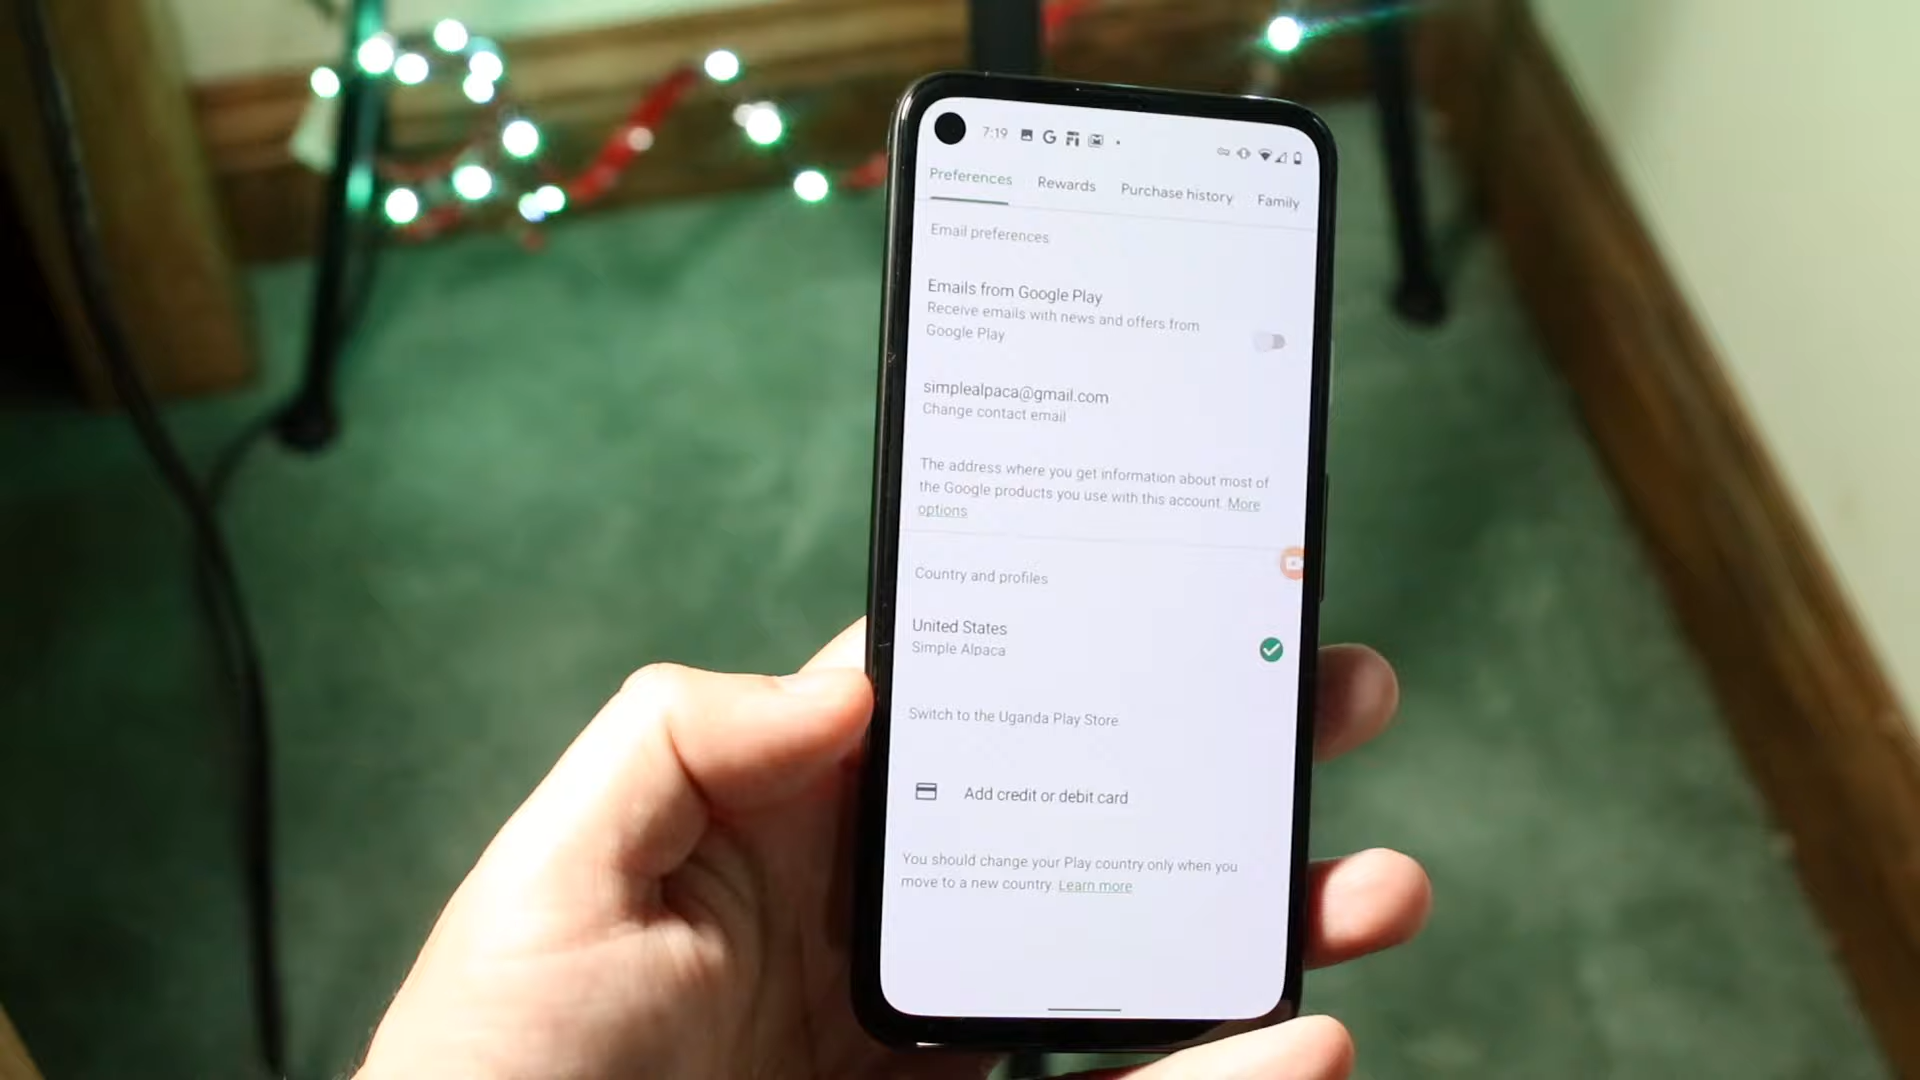 7:19
Preferences Rewards Purchase history Family
Email preferences
Emails from Google Play
Receive emails with news and offers from
Google Play
simplealpaca@gmail.com
Change contact email
The address where you get information about most of
the Google products you use with this account. More
options
Country and profiles
United States
Simple Alpaca
Switch to the Uganda Play Store
Add credit or debit card
You should change your Play country only when you
move to a new country. Learn more